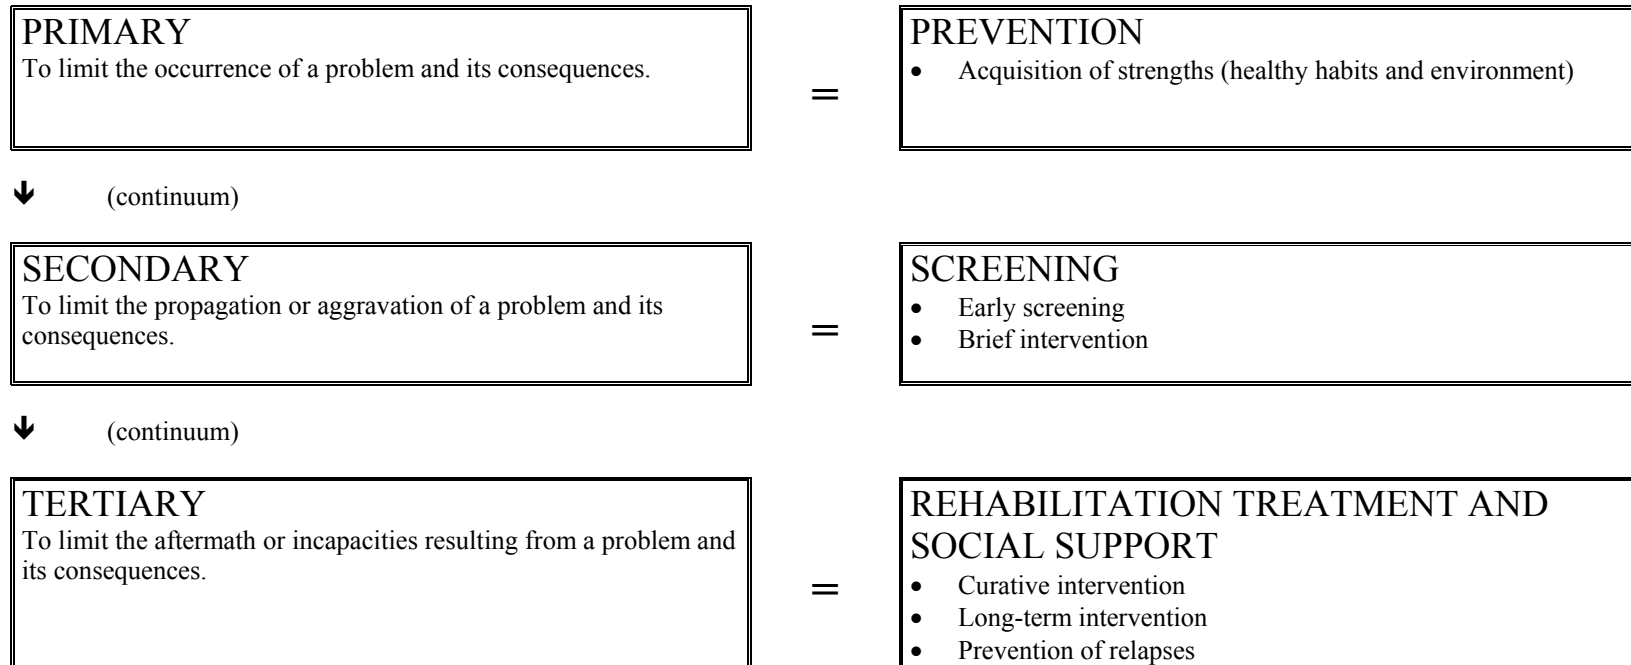 PRIMARY
To limit the occurrence of a problem and its consequences.
=
PREVENTION
• Acquisition of strengths (healthy habits and environment)
🡻 (continuum)
SECONDARY
To limit the propagation or aggravation of a problem and its
consequences.
=
SCREENING
• Early screening
• Brief intervention
🡻 (continuum)
TERTIARY
To limit the aftermath or incapacities resulting from a problem and
its consequences.
=
REHABILITATION TREATMENT AND
SOCIAL SUPPORT
• Curative intervention
• Long-term intervention
• Prevention of relapses